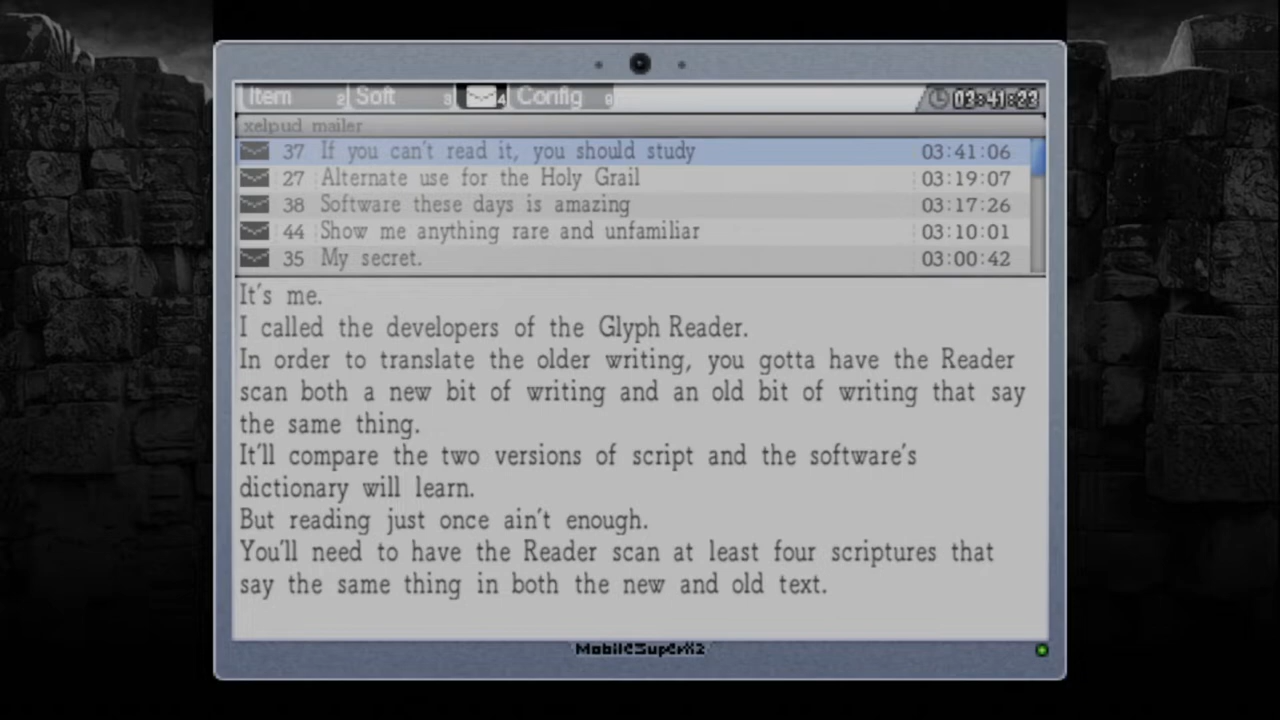 Item 2 Soft 3 4 Config 8 03:41:23
xelpud mailer
37 If you can't read it, you should study 03:41:06
27 Alternate use for the Holy Grail 03:19:07
38 Software these days is amazing 03:17:26
44 Show me anything rare and unfamiliar 03:10:01
35 My secret. 03:00:42
It's me.
I called the developers of the Glyph Reader.
In order to translate the older writing, you gotta have the Reader
scan both a new bit of writing and an old bit of writing that say
the same thing.
It'll compare the two versions of script and the software's
dictionary will learn.
But reading just once ain't enough.
You'll need to have the Reader scan at least four scriptures that
say the same thing in both the new and old text.
MobileSuperX2